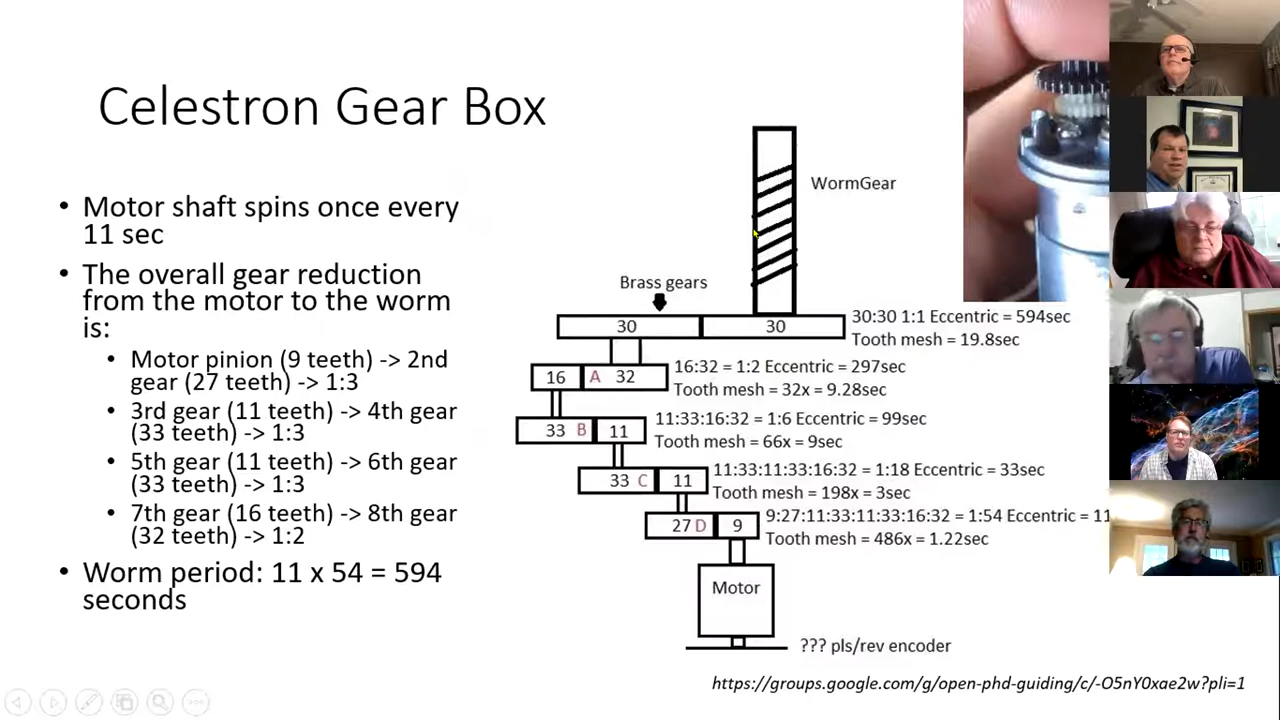 Celestron Gear Box
• Motor shaft spins once every
11 sec
• The overall gear reduction
from the motor to the worm
is:
• Motor pinion (9 teeth) -> 2nd
gear (27 teeth) -> 1:3
• 3rd gear (11 teeth) -> 4th gear
(33 teeth) -> 1:3
• 5th gear (11 teeth) -> 6th gear
(33 teeth) -> 1:3
• 7th gear (16 teeth) -> 8th gear
(32 teeth) -> 1:2
• Worm period: 11 x 54 = 594
seconds
WormGear
Brass gears
30 30
30:30 1:1 Eccentric = 594sec
Tooth mesh = 19.8sec
16 A 32
16:32 = 1:2 Eccentric = 297sec
Tooth mesh = 32x = 9.28sec
33 B 11
11:33:16:32 = 1:6 Eccentric = 99sec
Tooth mesh = 66x = 9sec
33 C 11
11:33:11:33:16:32 = 1:18 Eccentric = 33sec
Tooth mesh = 198x = 3sec
27 D 9
9:27:11:33:11:33:16:32 = 1:54 Eccentric = 11
Tooth mesh = 486x = 1.22sec
Motor
??? pls/rev encoder
https://groups.google.com/g/open-phd-guiding/c/-O5nY0xae2w?pli=1